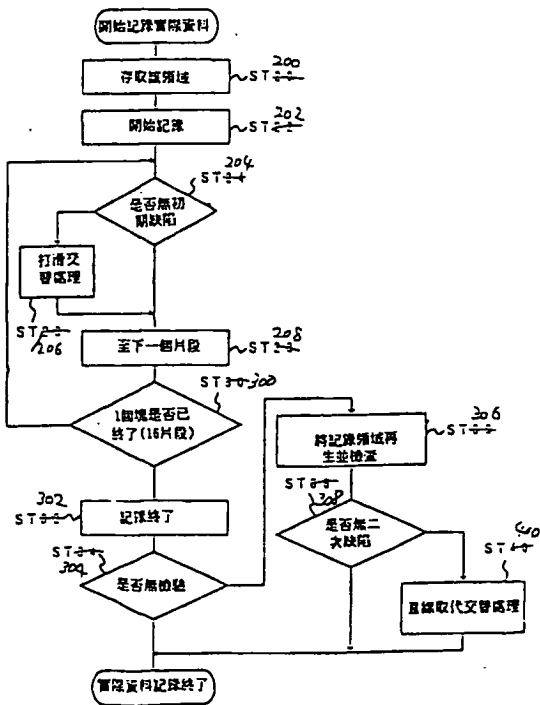 開始記錄實際資料
200
存取該領域
ST
202
開始記錄
ST
204
ST
是否無初
期缺陷
打滑交
替處理
ST
206
208
至下一個片段
ST
ST 300
1個塊是否已
終了(16片段)
306
將記錄領域再
生並檢查
ST
302
ST
記錄終了
ST
308
是否無二
次缺陷
ST
304
是否無檢驗
ST
直線取代交替處理
實際資料記錄終了